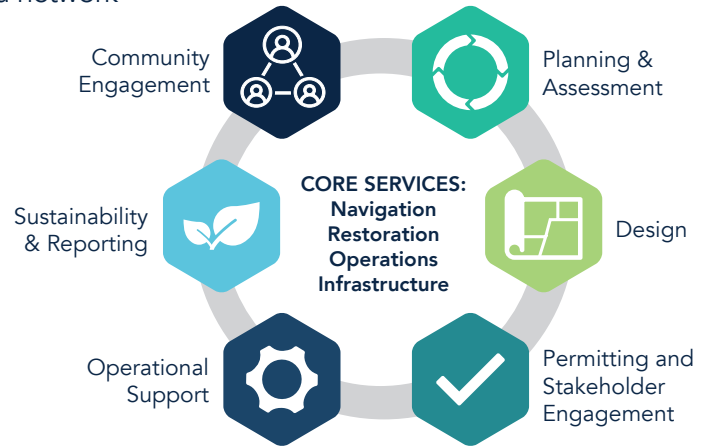 network
Community
Engagement
Planning &
Assessment
CORE SERVICES:
Navigation
Restoration
Operations
Infrastructure
Sustainability
& Reporting
Design
Operational
Support
Permitting and
Stakeholder
Engagement